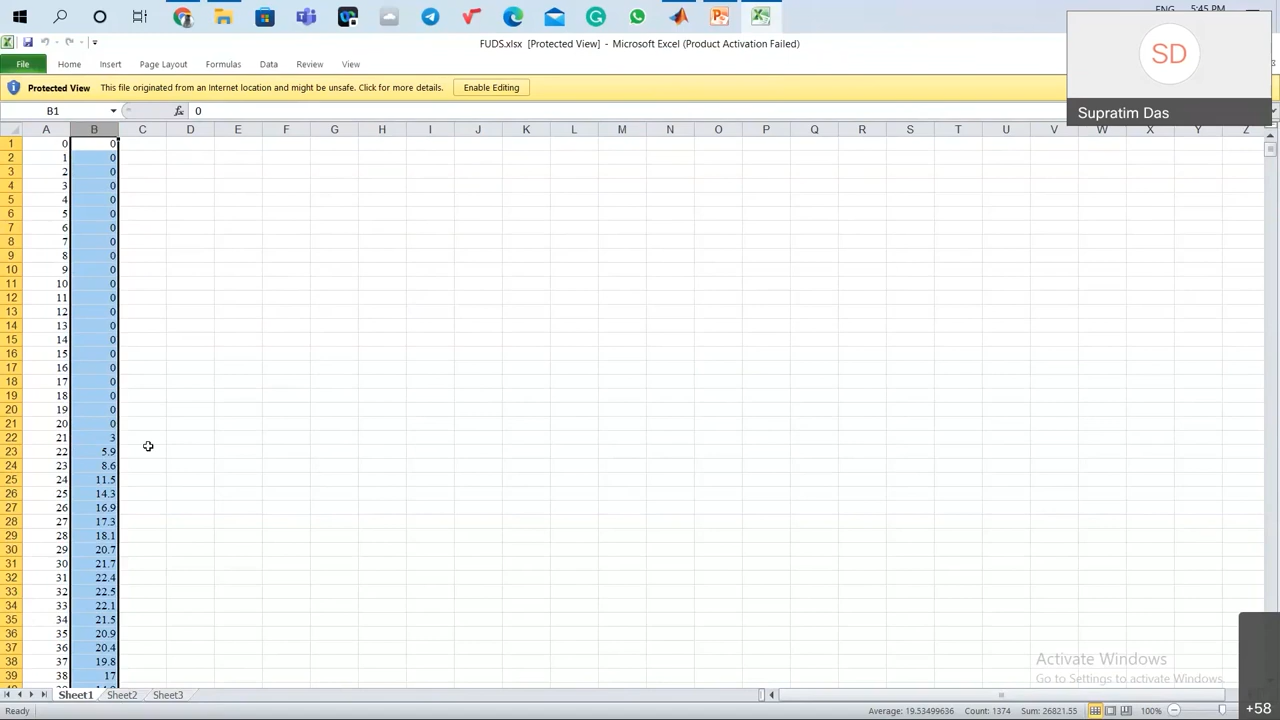 ENG 5:45 PM
FUDS.xlsx [Protected View] - Microsoft Excel (Product Activation Failed)
File Home Insert Page Layout Formulas Data Review View
Protected View This file originated from an Internet location and might be unsafe. Click for more details. Enable Editing
SD
Supratim Das
B1 fx 0
A B C D E F G H I J K L M N O P Q R S T U V W X Y Z
1 0 0
2 1 0
3 2 0
4 3 0
5 4 0
6 5 0
7 6 0
8 7 0
9 8 0
10 9 0
11 10 0
12 11 0
13 12 0
14 13 0
15 14 0
16 15 0
17 16 0
18 17 0
19 18 0
20 19 0
21 20 0
22 21 3
23 22 5.9
24 23 8.6
25 24 11.5
26 25 14.3
27 26 16.9
28 27 17.3
29 28 18.1
30 29 20.7
31 30 21.7
32 31 22.4
33 32 22.5
34 33 22.1
35 34 21.5
36 35 20.9
37 36 20.4
38 37 19.8
39 38 17
Activate Windows
Go to Settings to activate Windows.
Sheet1 Sheet2 Sheet3
Ready Average: 19.53499636 Count: 1374 Sum: 26821.55 100%
+58